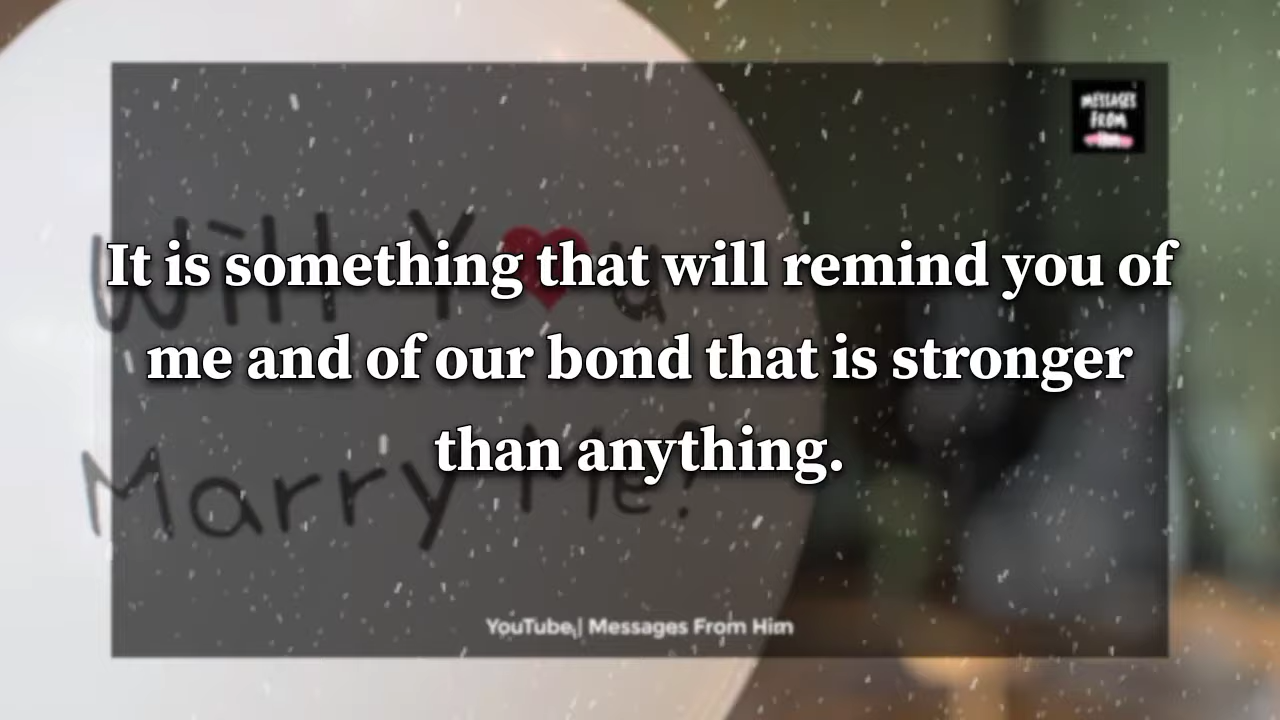 MESSAGES
FROM
HIM
Will Y❤u
Marry Me?
It is something that will remind you of
me and of our bond that is stronger
than anything.
YouTube | Messages From Him